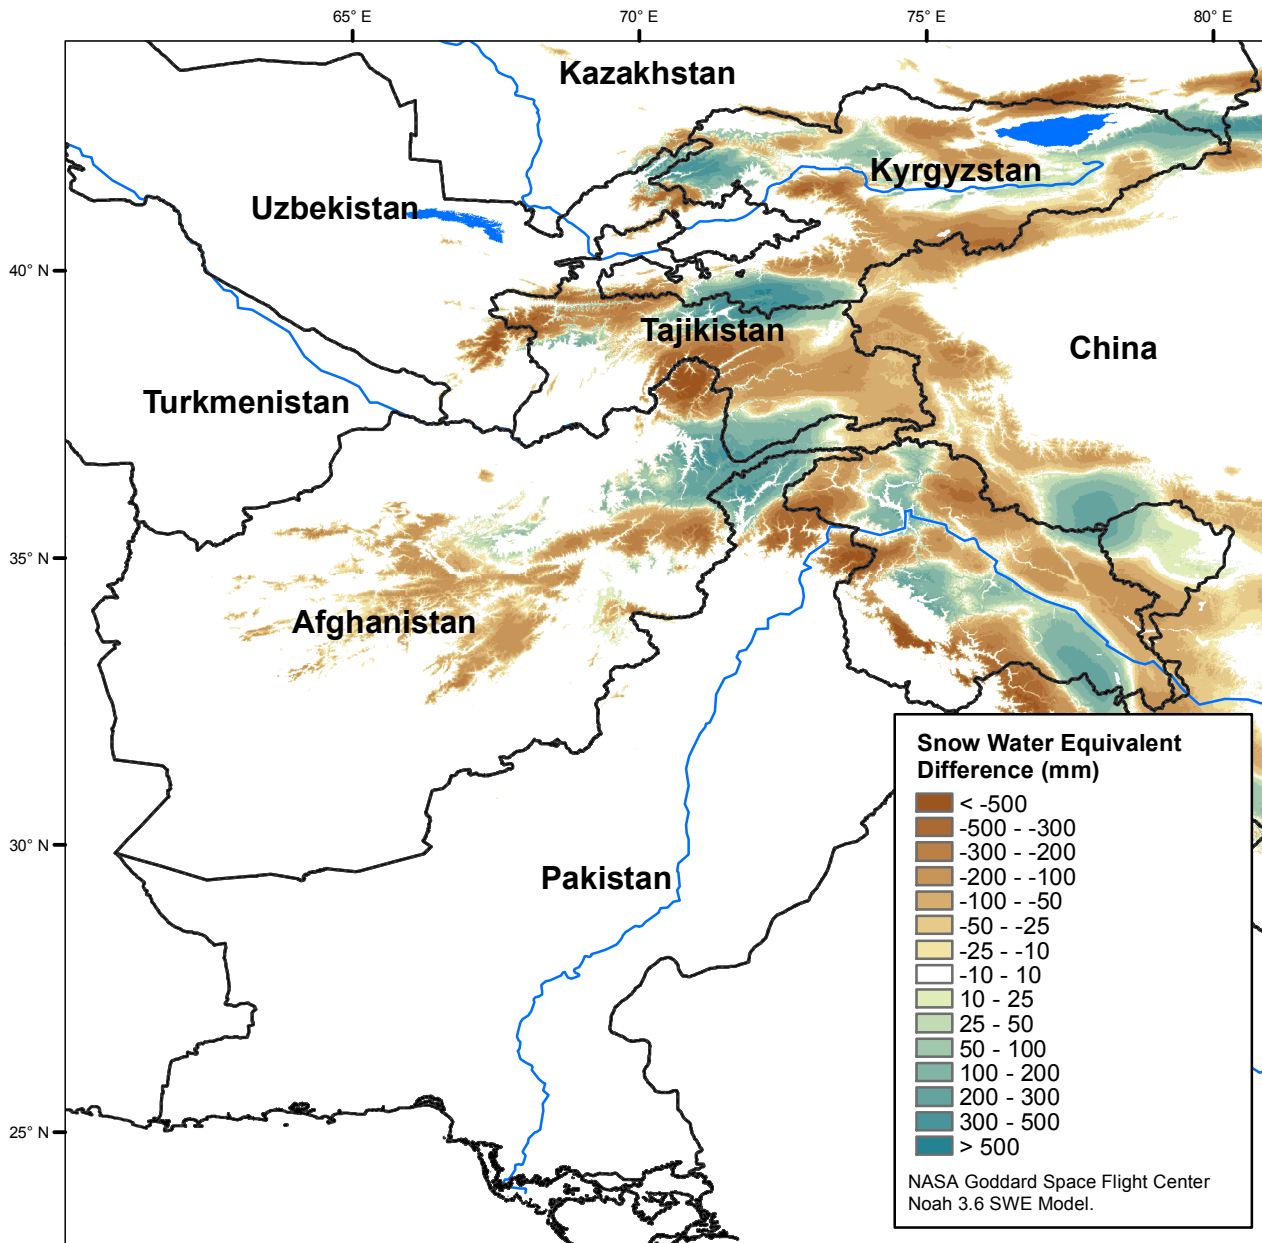 65° E
70° E
75° E
80° E
Kazakhstan
Kyrgyzstan
Uzbekistan
40° N
Tajikistan
China
Turkmenistan
35° N
Afghanistan
Snow Water Equivalent
Difference (mm)
< -500
-500 - -300
-300 - -200
-200 - -100
-100 - -50
-50 - -25
-25 - -10
-10 - 10
10 - 25
25 - 50
50 - 100
100 - 200
200 - 300
300 - 500
> 500
30° N
Pakistan
25° N
NASA Goddard Space Flight Center
Noah 3.6 SWE Model.